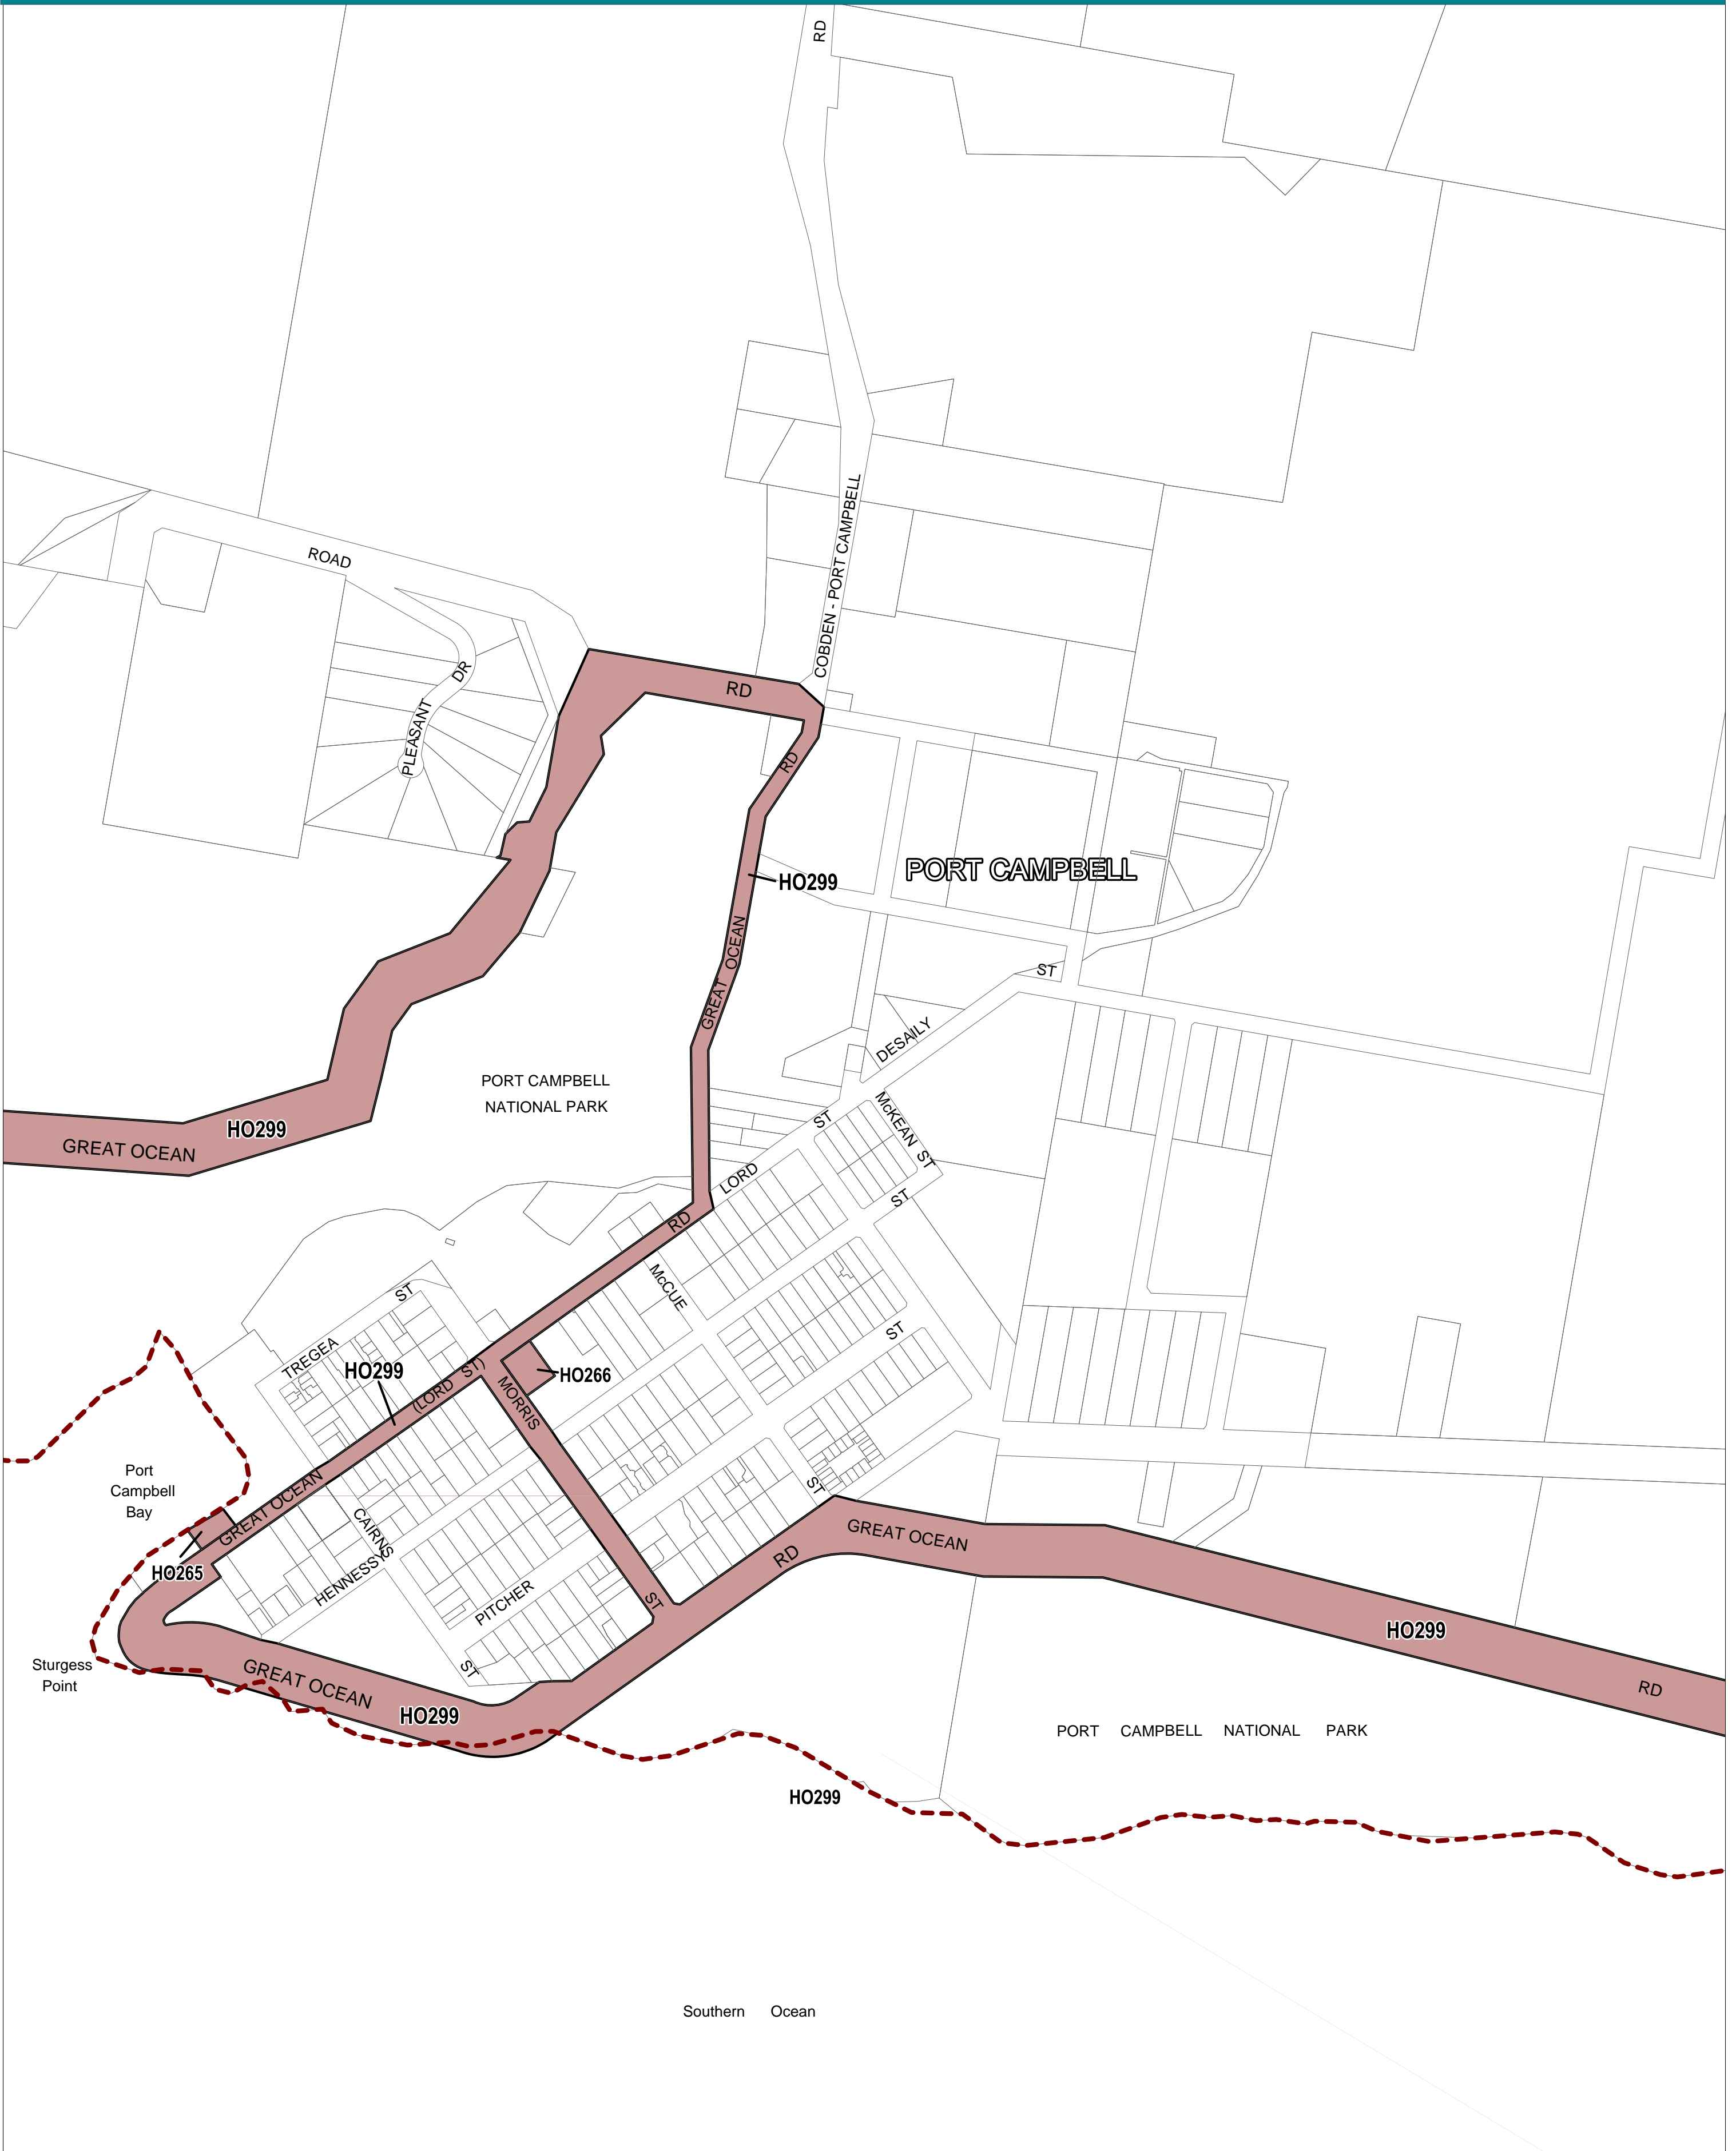 RD
COBDEN - PORT CAMPBELL
ROAD
DR
PLEASANT
RD
RD
HO299
PORT CAMPBELL
GREAT OCEAN
ST
DESAILY
PORT CAMPBELL
NATIONAL PARK
HO299
GREAT OCEAN
ST
McKEAN ST
LORD
ST
RD
McCUE
ST
TREGEA
ST
HO299
(LORD ST)
HO266
MORRIS
Port
Campbell
Bay
GREAT OCEAN
CAIRNS
ST
HO265
HENNESSY
PITCHER
ST
GREAT OCEAN
RD
HO299
Sturgess
Point
ST
GREAT OCEAN
HO299
RD
PORT CAMPBELL NATIONAL PARK
HO299
Southern Ocean